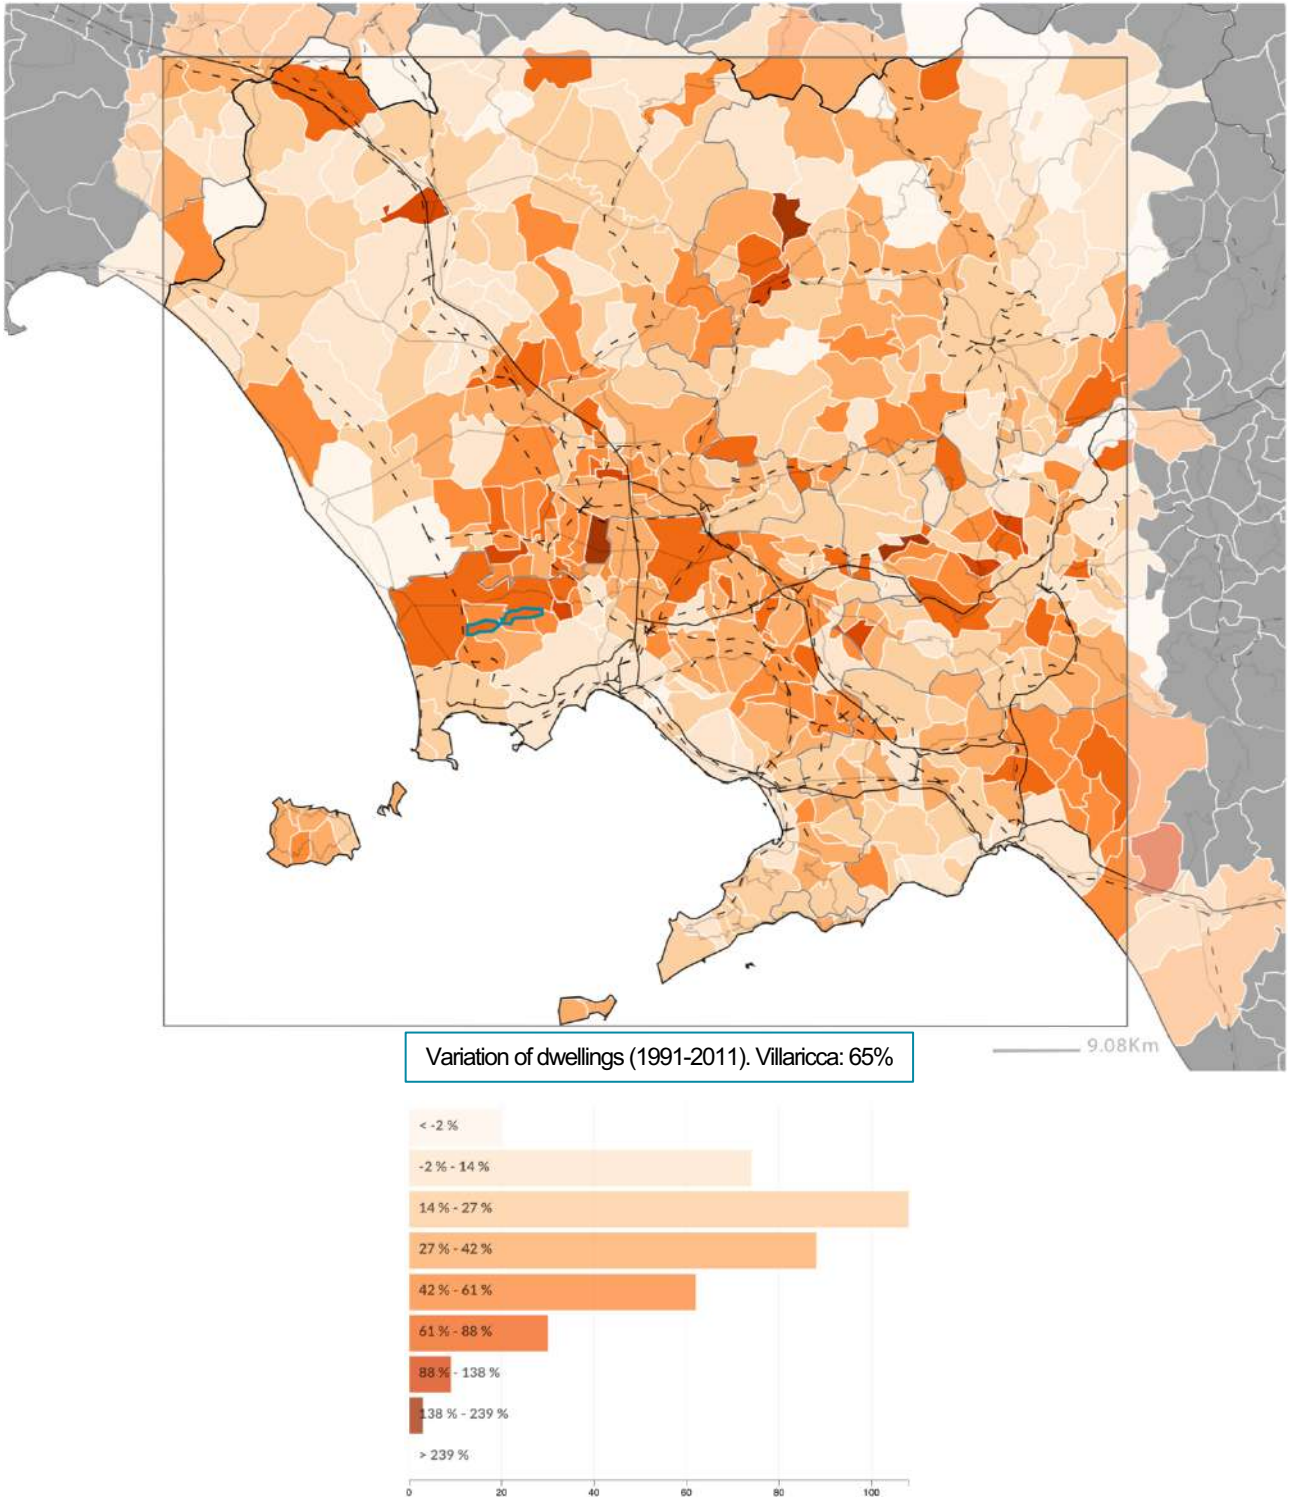 Variation of dwellings (1991-2011). Villaricca: 65%
9.08Km
< -2 %
-2 % - 14 %
14 % - 27 %
27 % - 42 %
42 % - 61 %
61 % - 88 %
88 % - 138 %
138 % - 239 %
> 239 %
0 20 40 60 80 100